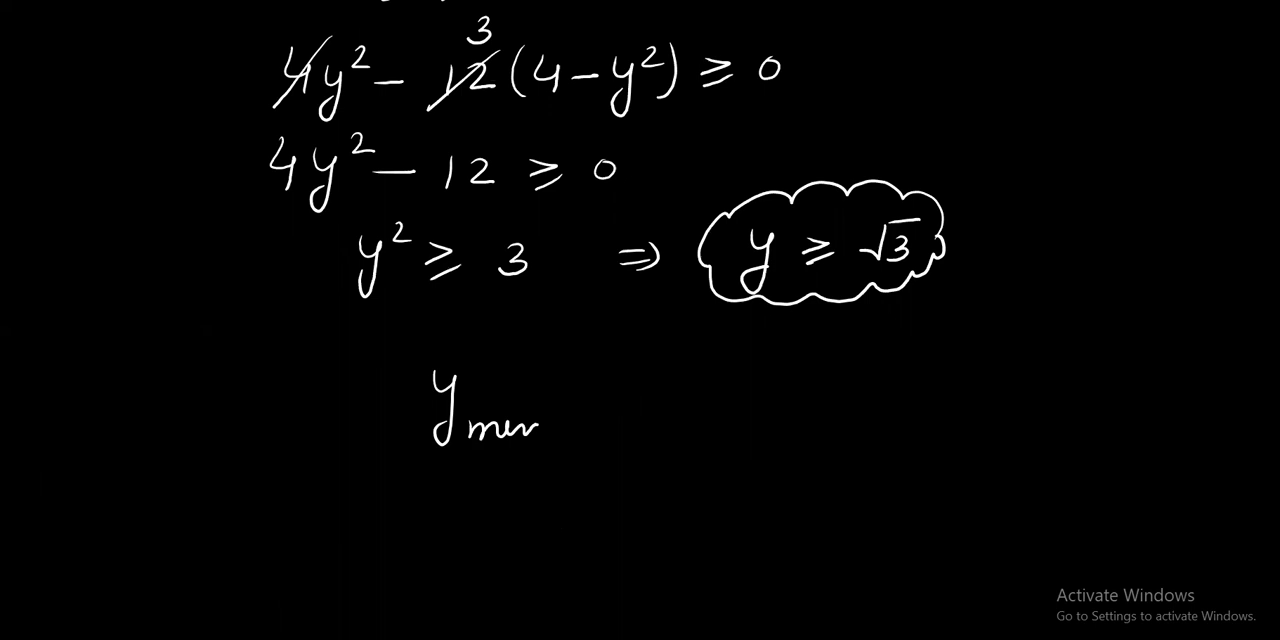 3
4y² - 12(4-y²) ≥ 0
4y² - 12 ≥ 0
y² ≥ 3 ⇒ y ≥ √3
y min
Activate Windows
Go to Settings to activate Windows.